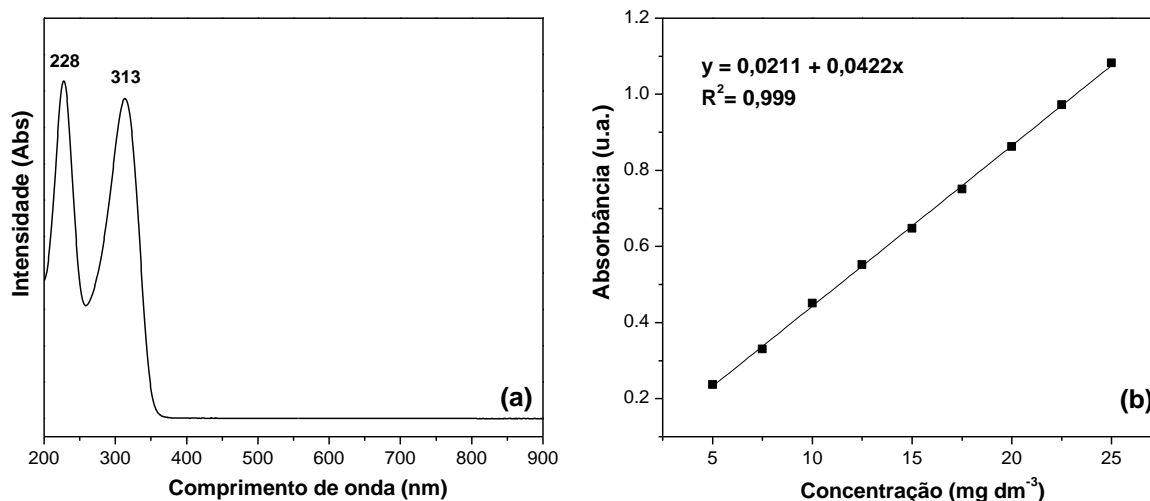 228
313
Intensidade (Abs)
(a)
200 300 400 500 600 700 800 900
Comprimento de onda (nm)
y = 0,0211 + 0,0422x
R²= 0,999
1.2
1.0
0.8
0.6
0.4
0.2
Absorbância (u.a.)
(b)
5 10 15 20 25
Concentração (mg dm⁻³)